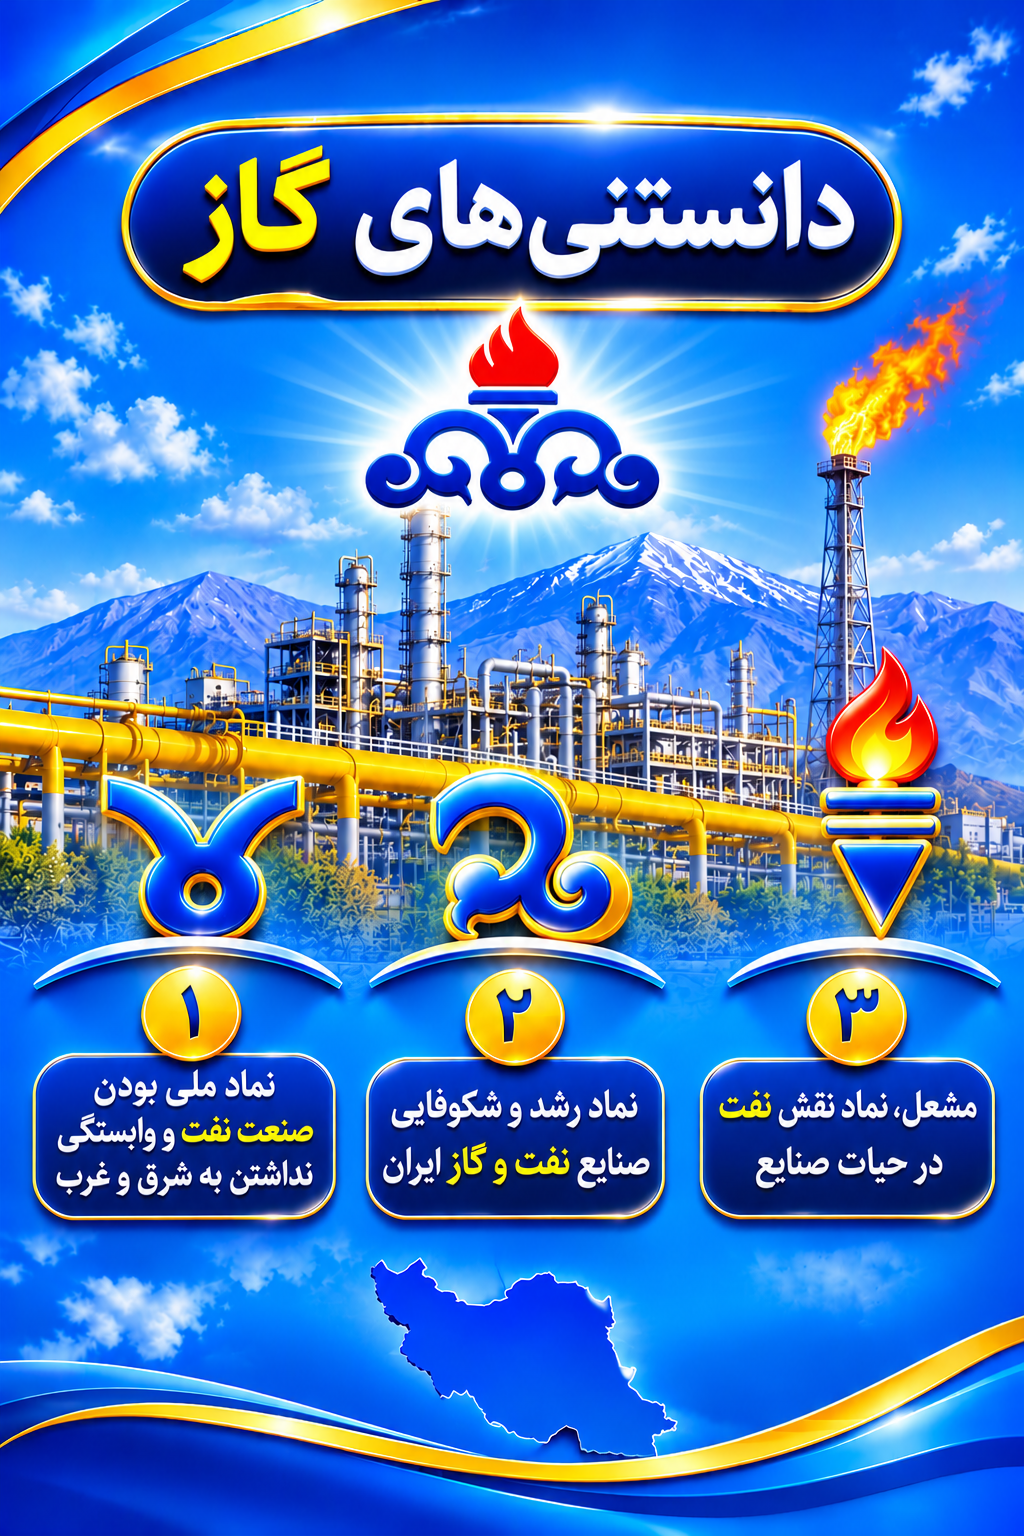 دانستنی‌های گاز
۱
نماد ملی بودن
صنعت نفت و وابستگی
نداشتن به شرق و غرب
۲
نماد رشد و شکوفایی
صنایع نفت و گاز ایران
۳
مشعل، نماد نقش نفت
در حیات صنایع